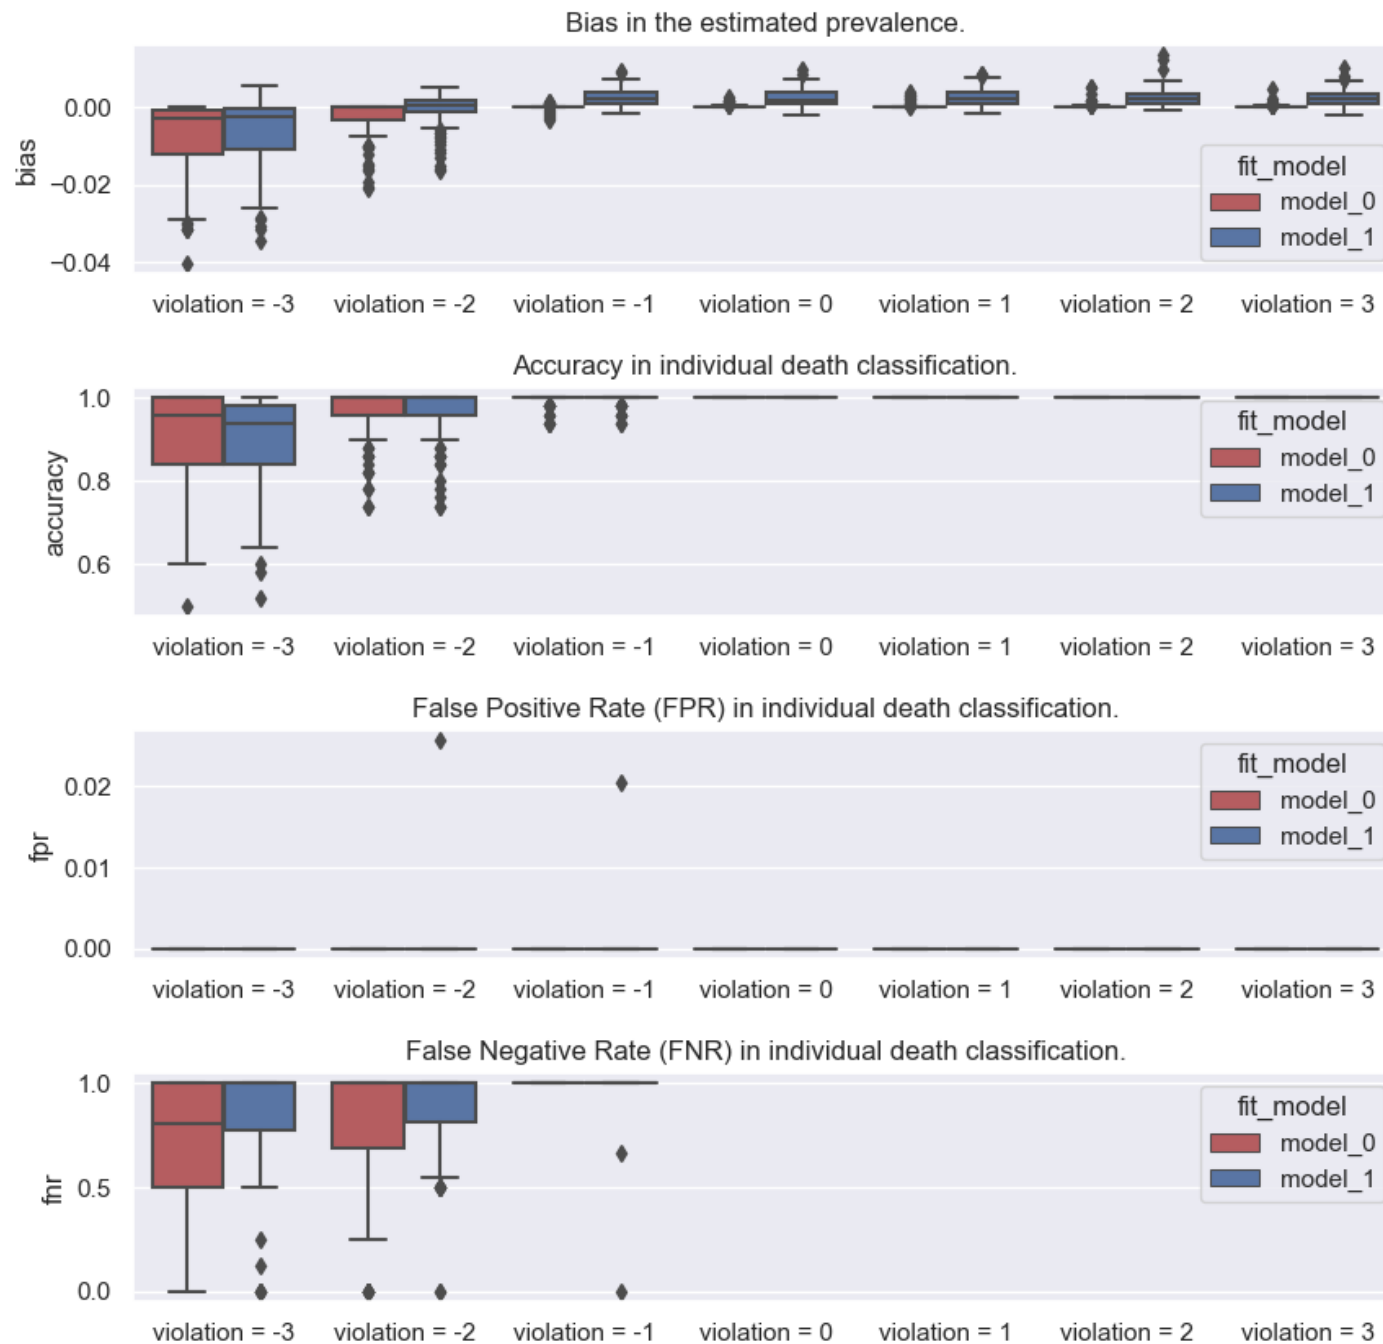 Bias in the estimated prevalence.
0.00
−0.02
−0.04
bias
fit_model
model_0
model_1
violation = -3 violation = -2 violation = -1 violation = 0 violation = 1 violation = 2 violation = 3
Accuracy in individual death classification.
1.0
0.8
0.6
accuracy
fit_model
model_0
model_1
violation = -3 violation = -2 violation = -1 violation = 0 violation = 1 violation = 2 violation = 3
False Positive Rate (FPR) in individual death classification.
0.02
0.01
0.00
fpr
fit_model
model_0
model_1
violation = -3 violation = -2 violation = -1 violation = 0 violation = 1 violation = 2 violation = 3
False Negative Rate (FNR) in individual death classification.
1.0
0.5
0.0
fnr
fit_model
model_0
model_1
violation = -3 violation = -2 violation = -1 violation = 0 violation = 1 violation = 2 violation = 3